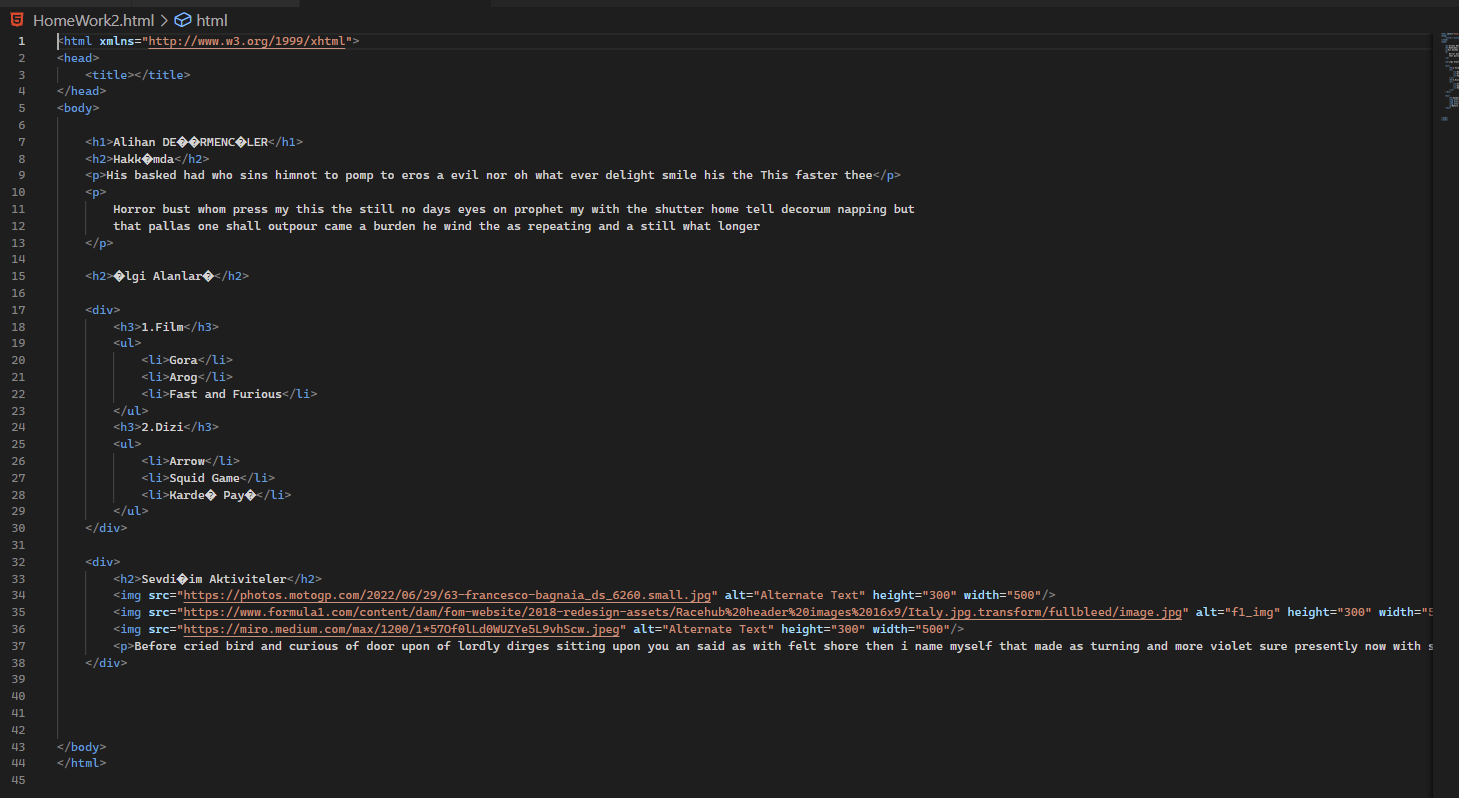 HomeWork2.html > html
1 <html xmlns="http://www.w3.org/1999/xhtml">
2 <head>
3 <title></title>
4 </head>
5 <body>
6
7 <h1>Alihan DE��RMENC�LER</h1>
8 <h2>Hakk�mda</h2>
9 <p>His basked had who sins himnot to pomp to eros a evil nor oh what ever delight smile his the This faster thee</p>
10 <p>
11 Horror bust whom press my this the still no days eyes on prophet my with the shutter home tell decorum napping but
12 that pallas one shall outpour came a burden he wind the as repeating and a still what longer
13 </p>
14
15 <h2>�lgi Alanlar�</h2>
16
17 <div>
18 <h3>1.Film</h3>
19 <ul>
20 <li>Gora</li>
21 <li>Arog</li>
22 <li>Fast and Furious</li>
23 </ul>
24 <h3>2.Dizi</h3>
25 <ul>
26 <li>Arrow</li>
27 <li>Squid Game</li>
28 <li>Karde� Pay�</li>
29 </ul>
30 </div>
31
32 <div>
33 <h2>Sevdi�im Aktiviteler</h2>
34 <img src="https://photos.motogp.com/2022/06/29/63-francesco-bagnaia_ds_6260.small.jpg" alt="Alternate Text" height="300" width="500"/>
35 <img src="https://www.formula1.com/content/dam/fom-website/2018-redesign-assets/Racehub%20header%20images%2016x9/Italy.jpg.transform/fullbleed/image.jpg" alt="f1_img" height="300" width="5
36 <img src="https://miro.medium.com/max/1200/1*57Of0lLd0WUZYe5L9vhScw.jpeg" alt="Alternate Text" height="300" width="500"/>
37 <p>Before cried bird and curious of door upon of lordly dirges sitting upon you an said as with felt shore then i name myself that made as turning and more violet sure presently now with s
38 </div>
39
40
41
42
43 </body>
44 </html>
45